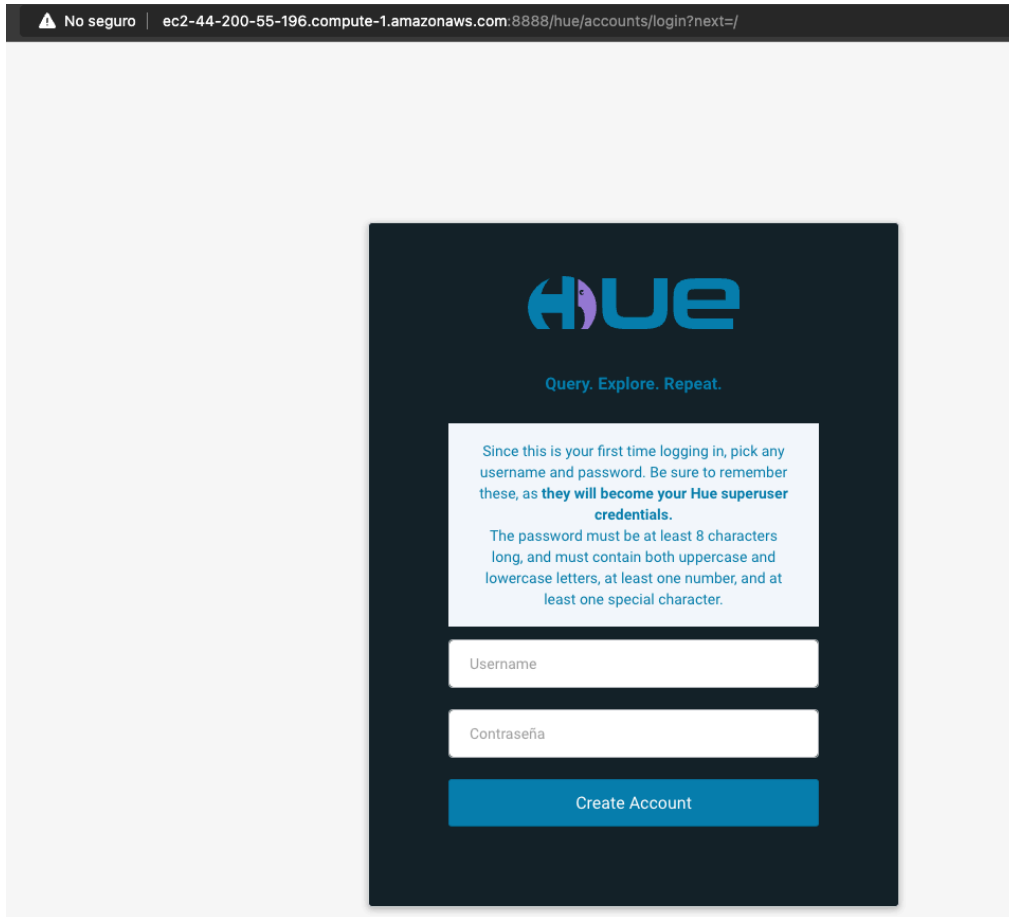 No seguro | ec2-44-200-55-196.compute-1.amazonaws.com:8888/hue/accounts/login?next=/
HUE
Query. Explore. Repeat.
Since this is your first time logging in, pick any
username and password. Be sure to remember
these, as they will become your Hue superuser
credentials.
The password must be at least 8 characters
long, and must contain both uppercase and
lowercase letters, at least one number, and at
least one special character.
Username
Contraseña
Create Account